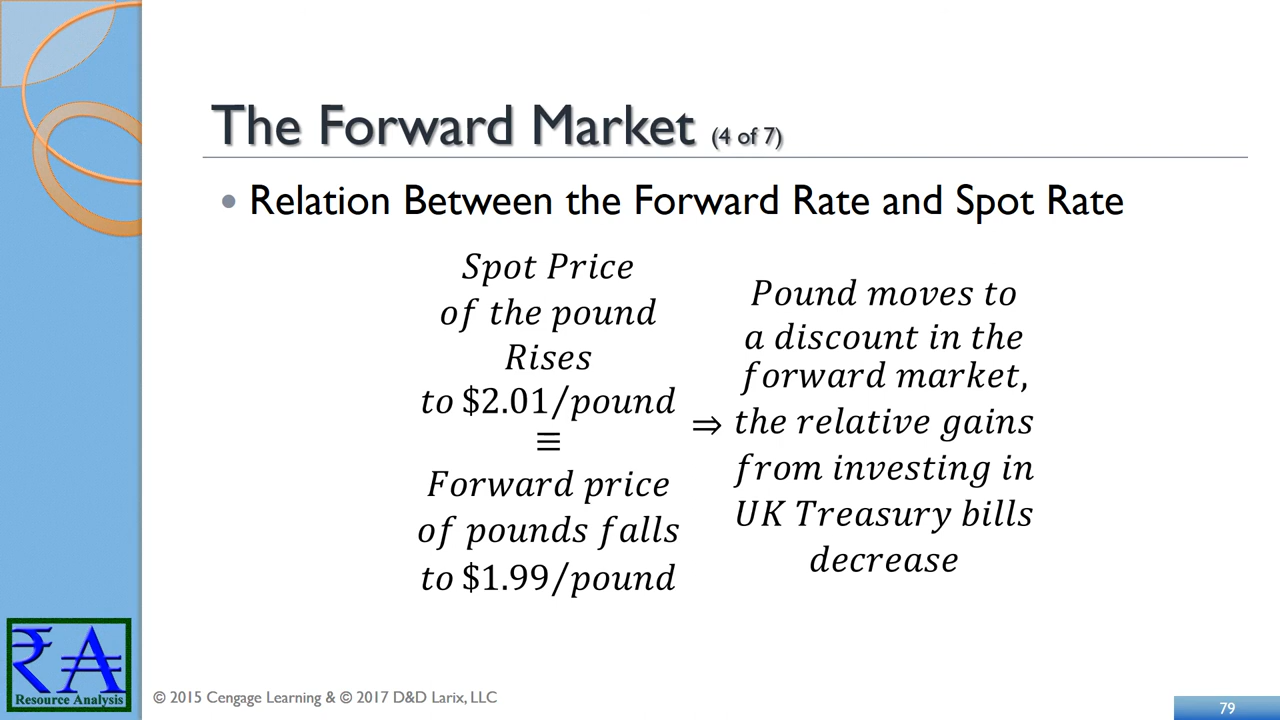 The Forward Market (4 of 7)
• Relation Between the Forward Rate and Spot Rate
Spot Price
of the pound
Rises
to $2.01/pound
≡
Forward price
of pounds falls
to $1.99/pound
⇒
Pound moves to
a discount in the
forward market,
the relative gains
from investing in
UK Treasury bills
decrease
₹A
Resource Analysis
© 2015 Cengage Learning & © 2017 D&D Larix, LLC
79